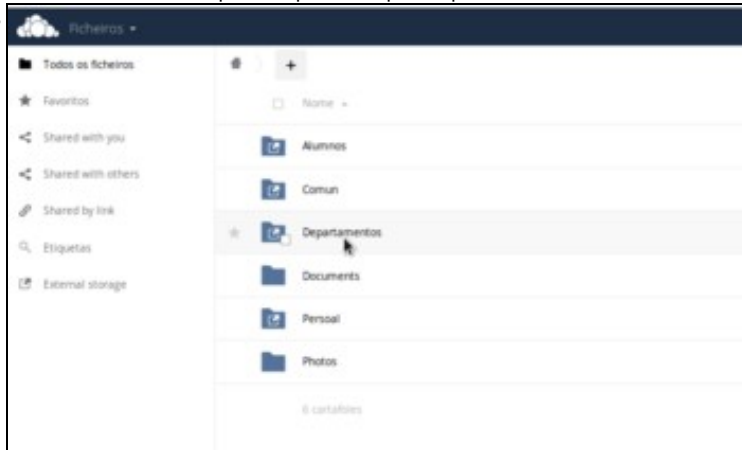 Ficheiros
Todos os ficheiros
Favoritos
Shared with you
Shared with others
Shared by link
Etiquetas
External storage
+
Nome
Alumnos
Comun
Departamentos
Documents
Persoal
Photos
6 cartafoles